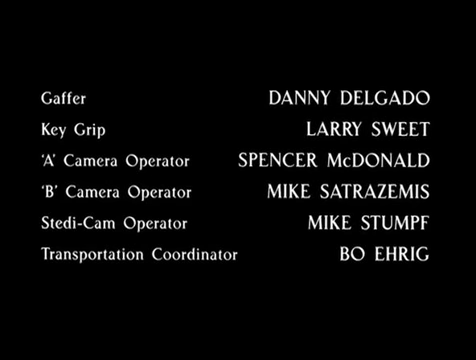 Gaffer DANNY DELGADO
Key Grip LARRY SWEET
‘A’ Camera Operator SPENCER McDONALD
‘B’ Camera Operator MIKE SATRAZEMIS
Stedi-Cam Operator MIKE STUMPF
Transportation Coordinator BO EHRIG